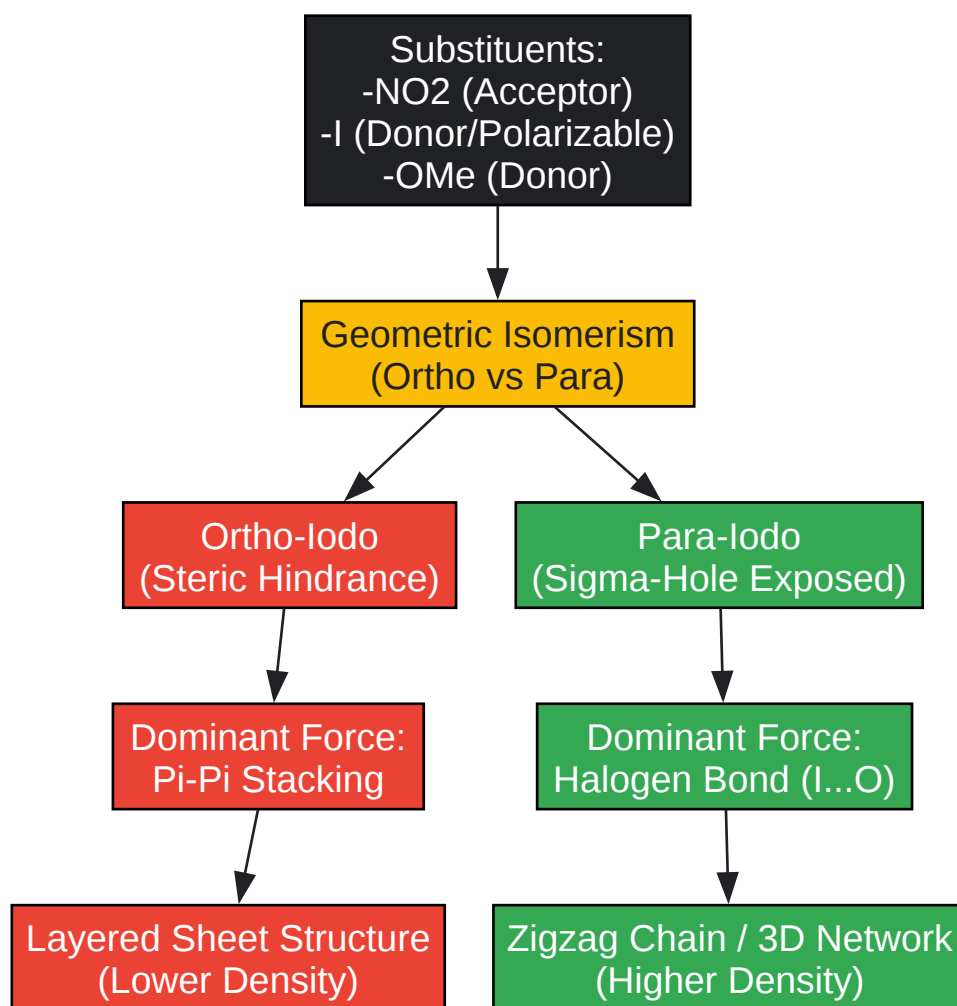 Substituents:
-NO2 (Acceptor)
-I (Donor/Polarizable)
-OMe (Donor)
Geometric Isomerism
(Ortho vs Para)
Ortho-Iodo
(Steric Hindrance)
Para-Iodo
(Sigma-Hole Exposed)
Dominant Force:
Pi-Pi Stacking
Dominant Force:
Halogen Bond (I...O)
Layered Sheet Structure
(Lower Density)
Zigzag Chain / 3D Network
(Higher Density)